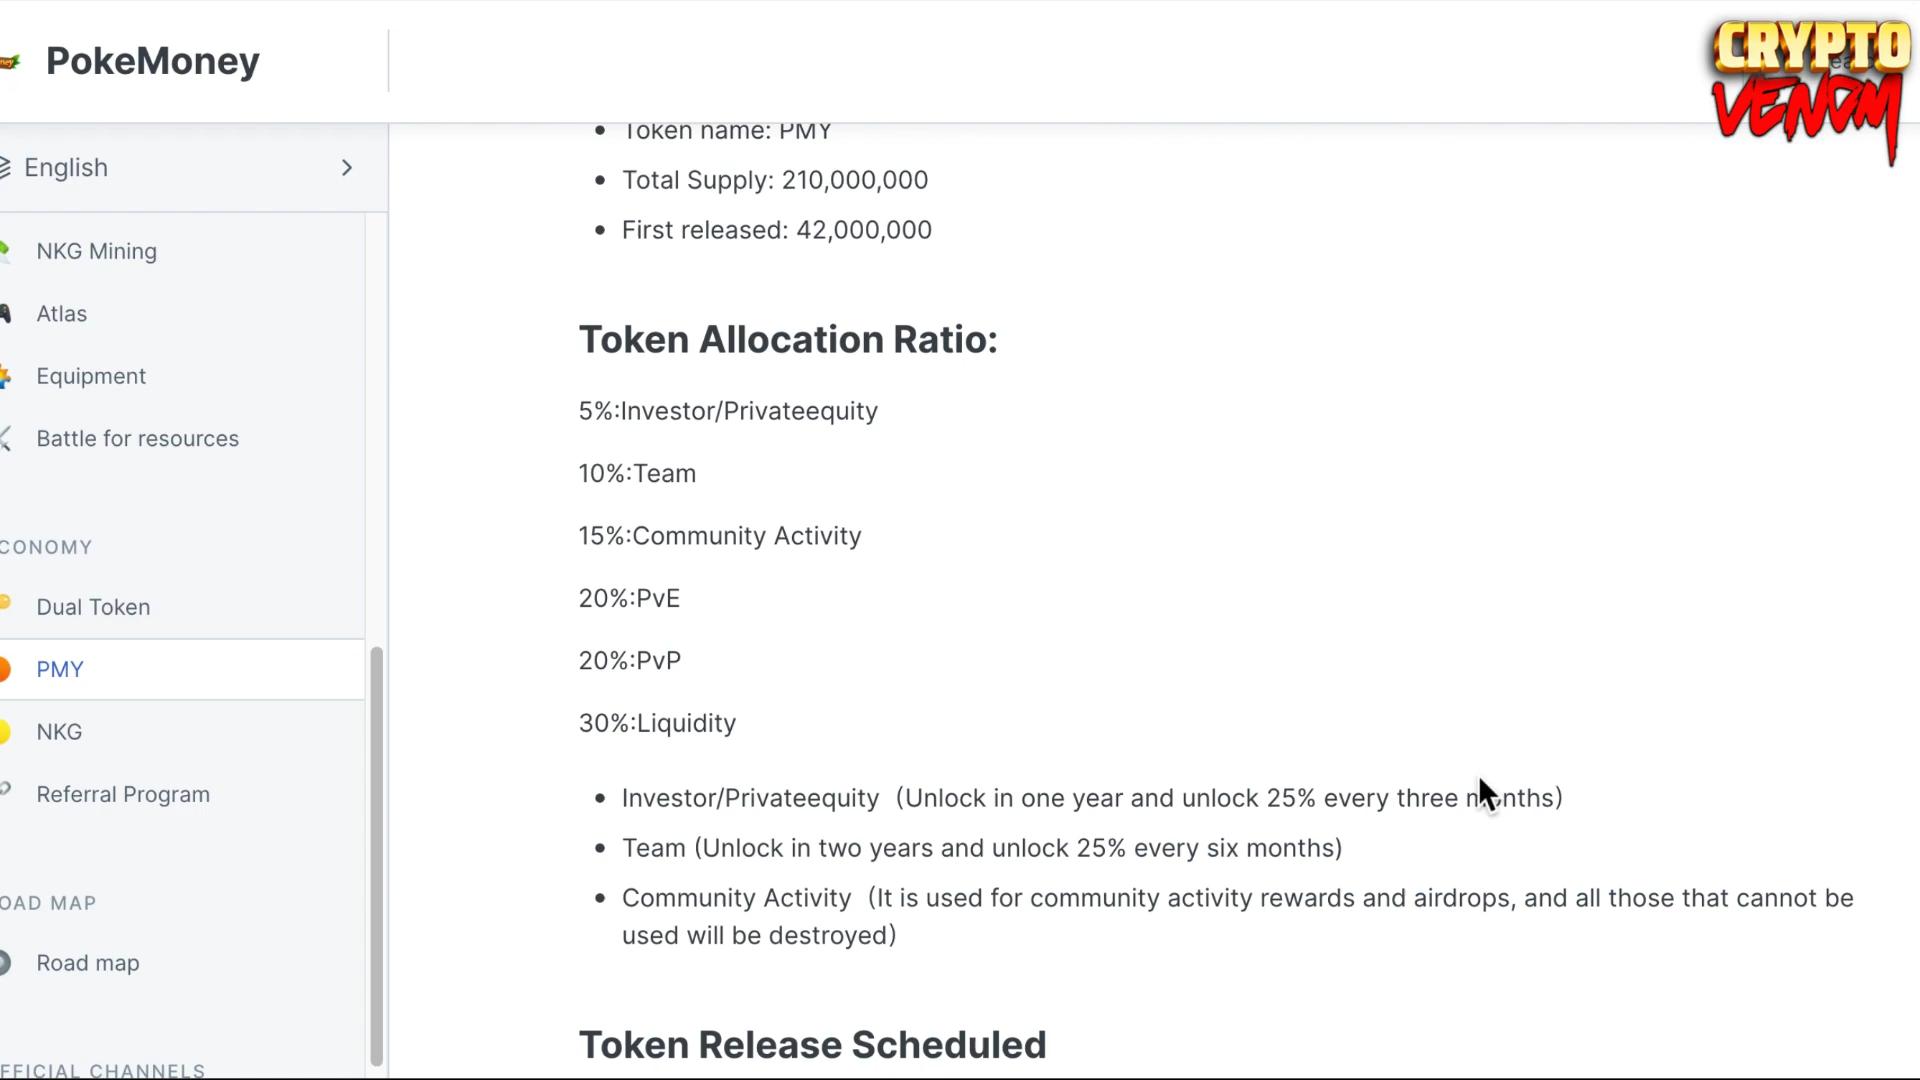 PokeMoney
CRYPTO
VENOM
English
NKG Mining
Atlas
Equipment
Battle for resources
CONOMY
Dual Token
PMY
NKG
Referral Program
OAD MAP
Road map
FFICIAL CHANNELS
Token name: PMY
Total Supply: 210,000,000
First released: 42,000,000
Token Allocation Ratio:
5%:Investor/Privateequity
10%:Team
15%:Community Activity
20%:PvE
20%:PvP
30%:Liquidity
Investor/Privateequity (Unlock in one year and unlock 25% every three months)
Team (Unlock in two years and unlock 25% every six months)
Community Activity (It is used for community activity rewards and airdrops, and all those that cannot be
used will be destroyed)
Token Release Scheduled